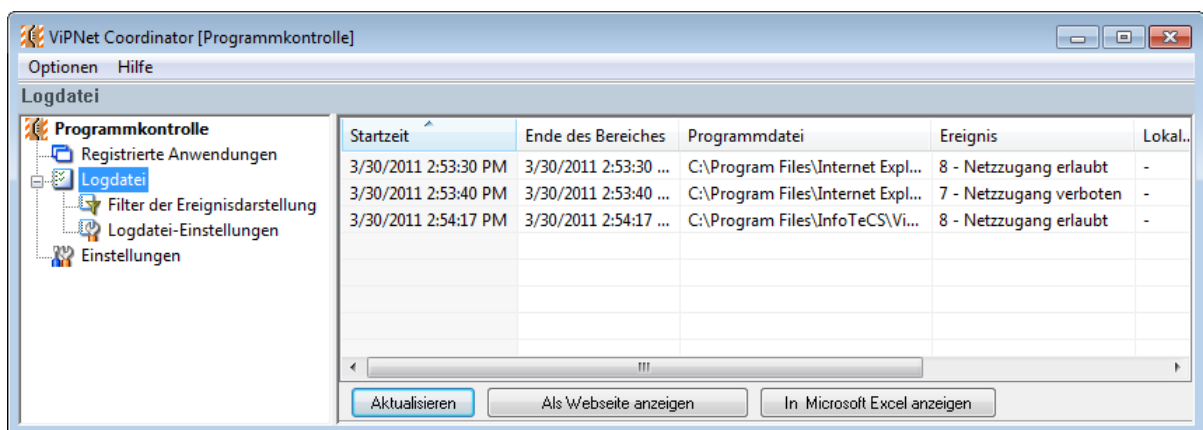 ViPNet Coordinator [Programmkontrolle]
Optionen Hilfe
Logdatei
Programmkontrolle
Registrierte Anwendungen
Logdatei
Filter der Ereignisdarstellung
Logdatei-Einstellungen
Einstellungen
Startzeit Ende des Bereiches Programmdatei Ereignis Lokal..
3/30/2011 2:53:30 PM 3/30/2011 2:53:30 ... C:\Program Files\Internet Expl... 8 - Netzzugang erlaubt -
3/30/2011 2:53:40 PM 3/30/2011 2:53:40 ... C:\Program Files\Internet Expl... 7 - Netzzugang verboten -
3/30/2011 2:54:17 PM 3/30/2011 2:54:17 ... C:\Program Files\InfoTeCS\Vi... 8 - Netzzugang erlaubt -
Aktualisieren Als Webseite anzeigen In Microsoft Excel anzeigen